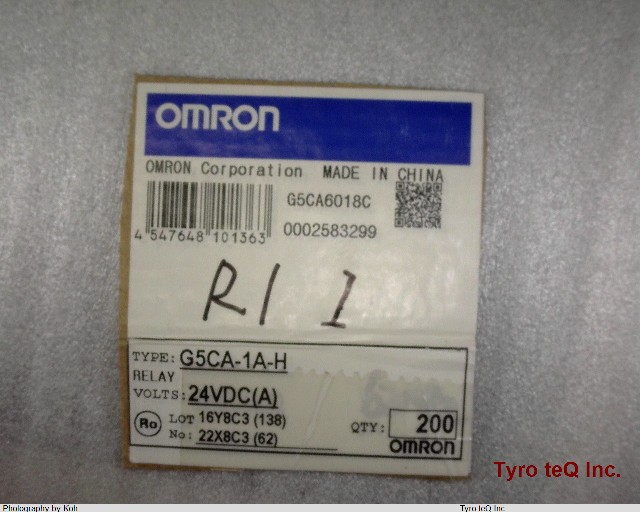 OMRON
OMRON Corporation MADE IN CHINA
G5CA6018C
4 547648 101363
0002583299
R1 I
TYPE: G5CA-1A-H
RELAY
VOLTS: 24VDC(A)
Ro LOT 16Y8C3 (138)
No: 22X8C3 (62)
QTY: 200
OMRON
Tyro teQ Inc.
Photography by Koh
Tyro teQ Inc